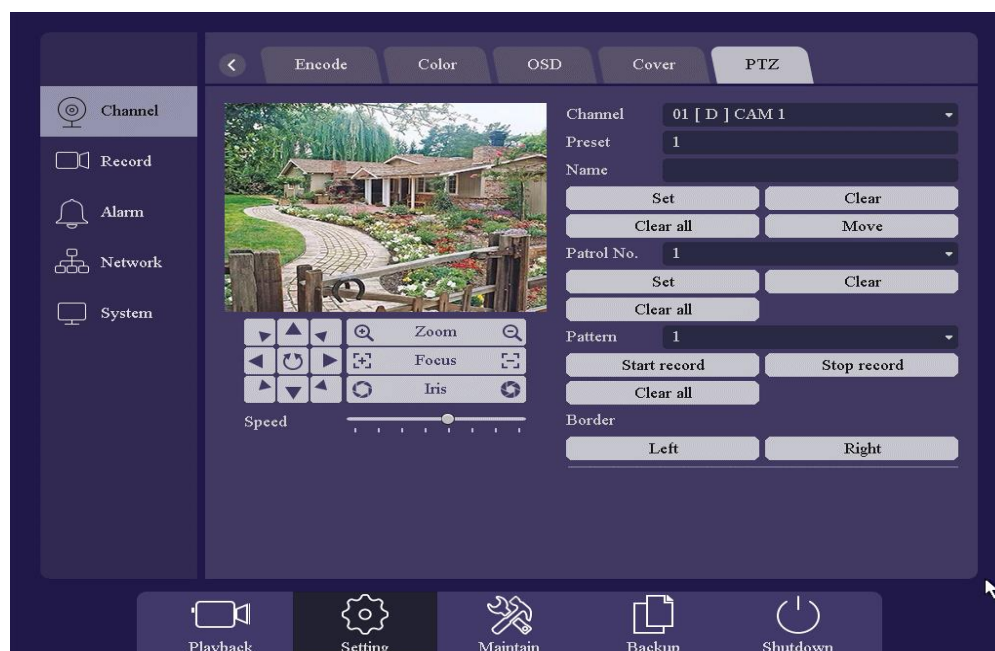 Encode Color OSD Cover PTZ
Channel
Record
Alarm
Network
System
Zoom
Focus
Iris
Speed
Channel 01 [ D ] CAM 1
Preset 1
Name
Set Clear
Clear all Move
Patrol No. 1
Set Clear
Clear all
Pattern 1
Start record Stop record
Clear all
Border
Left Right
Playback Setting Maintain Backup Shutdown